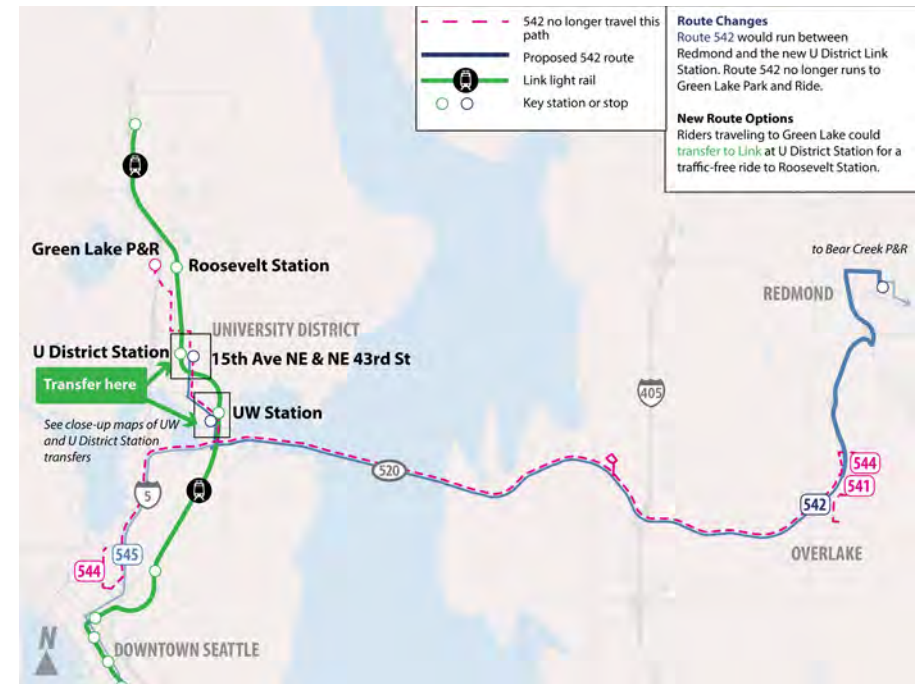 542 no longer travel this
path
Proposed 542 route
Link light rail
Key station or stop
Route Changes
Route 542 would run between
Redmond and the new U District Link
Station. Route 542 no longer runs to
Green Lake Park and Ride.
New Route Options
Riders traveling to Green Lake could
transfer to Link at U District Station for a
traffic-free ride to Roosevelt Station.
to Bear Creek P&R
Green Lake P&R
Roosevelt Station
REDMOND
UNIVERSITY DISTRICT
U District Station
15th Ave NE & NE 43rd St
Transfer here
UW Station
See close-up maps of UW
and U District Station
transfers
405
520
5
544
541
542
OVERLAKE
545
544
N
DOWNTOWN SEATTLE